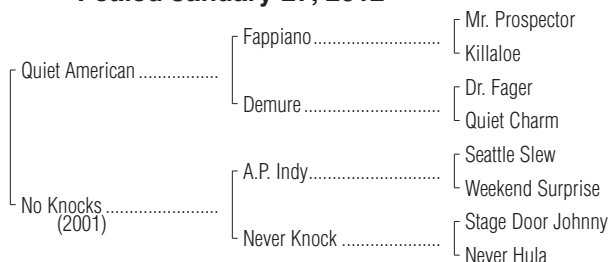 Foaled January 27, 2012
Mr. Prospector
Fappiano
Killaloe
Quiet American
Dr. Fager
Demure
Quiet Charm
Seattle Slew
A.P. Indy
Weekend Surprise
No Knocks
(2001)
Stage Door Johnny
Never Knock
Never Hula